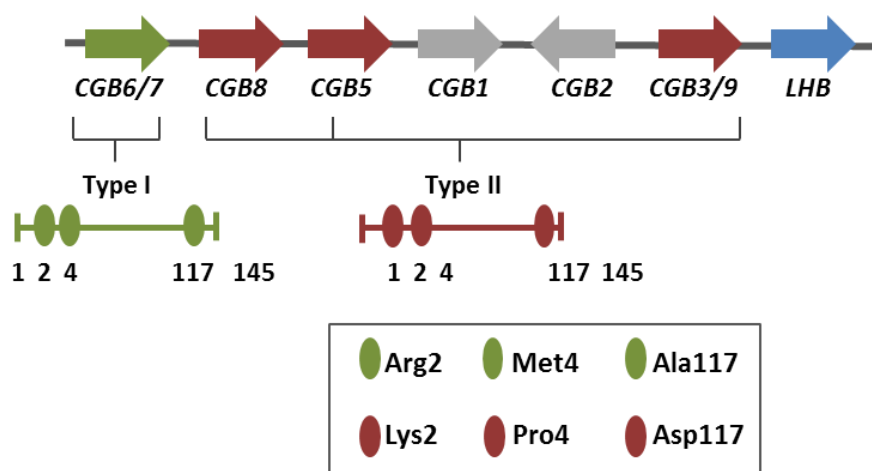 CGB6/7 CGB8 CGB5 CGB1 CGB2 CGB3/9 LHB
Type I Type II
1 2 4 117 145 1 2 4 117 145
Arg2 Met4 Ala117
Lys2 Pro4 Asp117